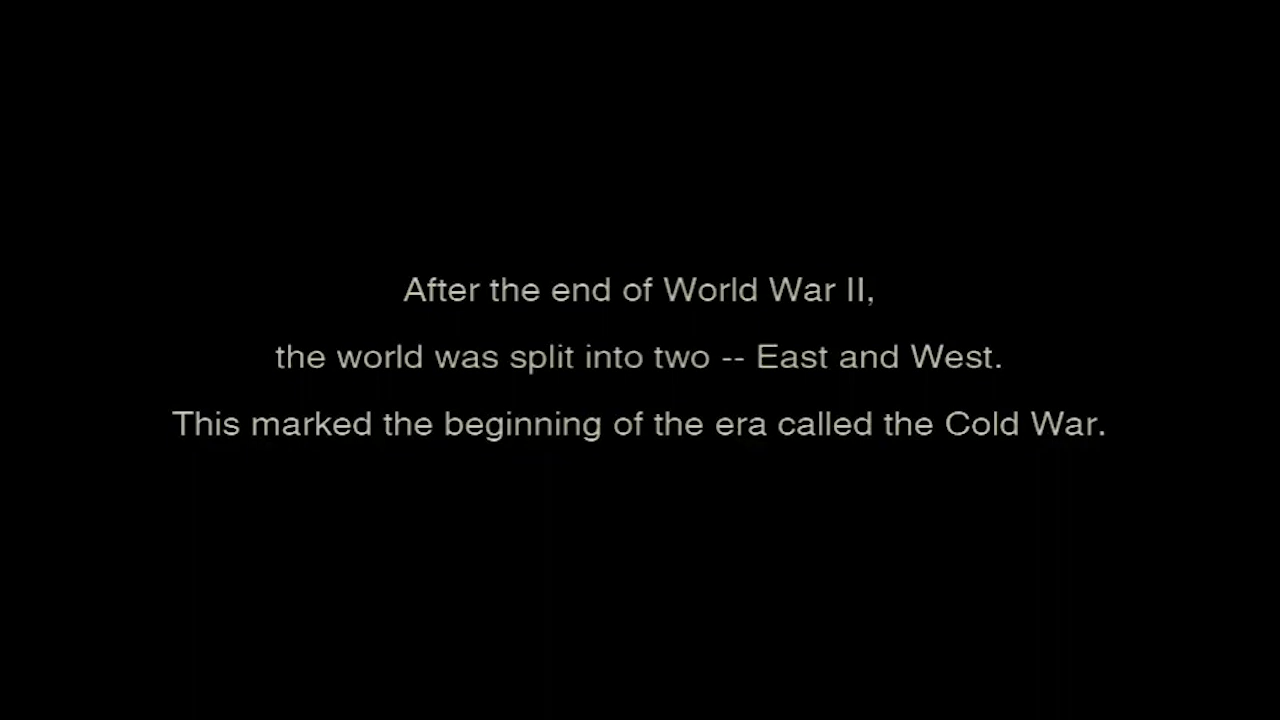 After the end of World War II,
the world was split into two -- East and West.
This marked the beginning of the era called the Cold War.